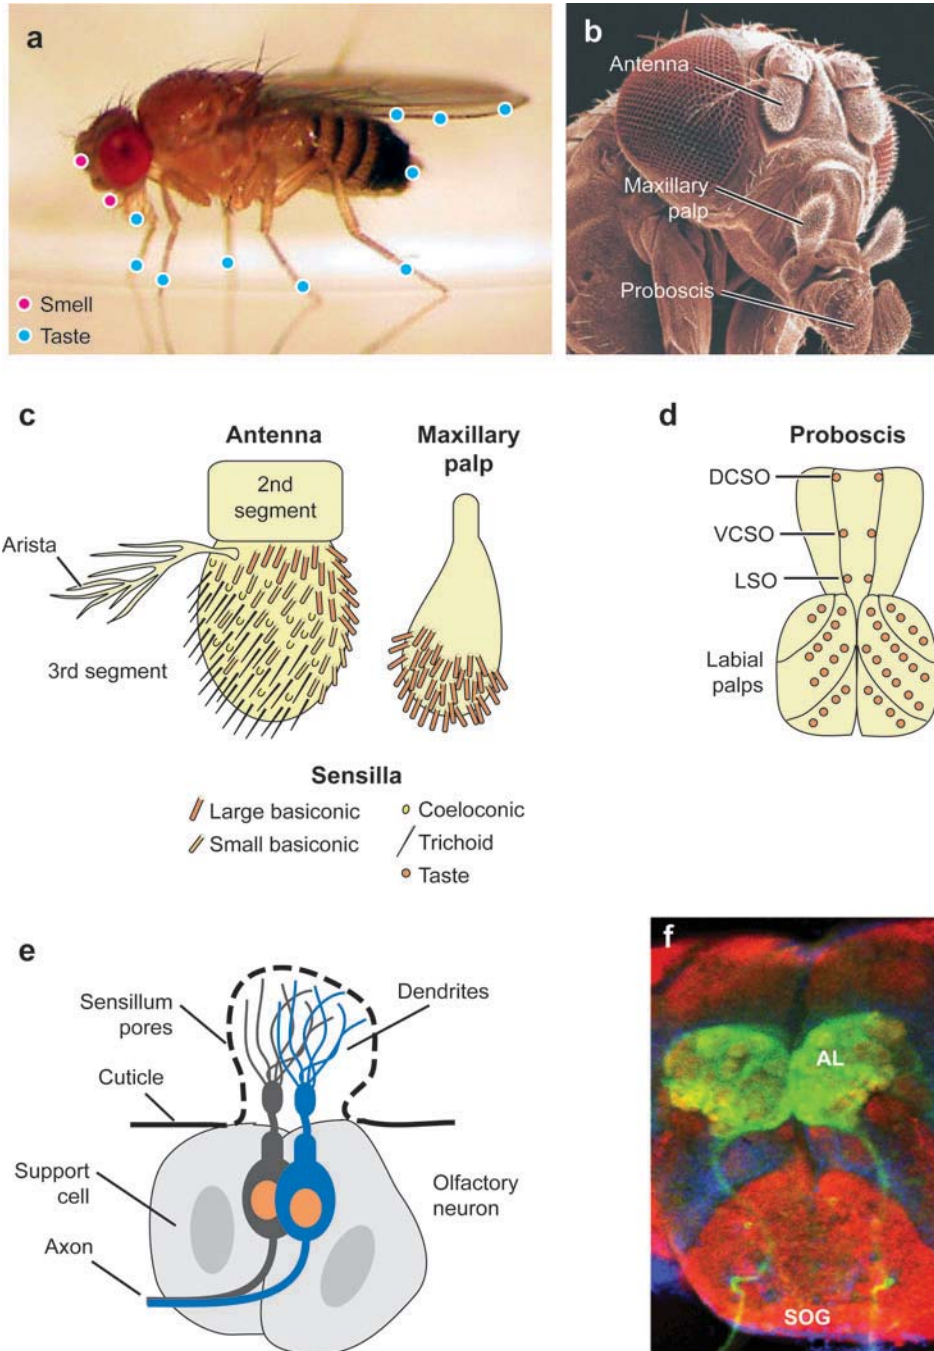 a
Smell
Taste
b
Antenna
Maxillary
palp
Proboscis
c
Antenna
Maxillary
palp
2nd
segment
Arista
3rd segment
Sensilla
Large basiconic
Small basiconic
Coeloconic
Trichoid
Taste
d
Proboscis
DCSO
VCSO
LSO
Labial
palps
e
Sensillum
pores
Dendrites
Cuticle
Support
cell
Olfactory
neuron
Axon
f
AL
SOG